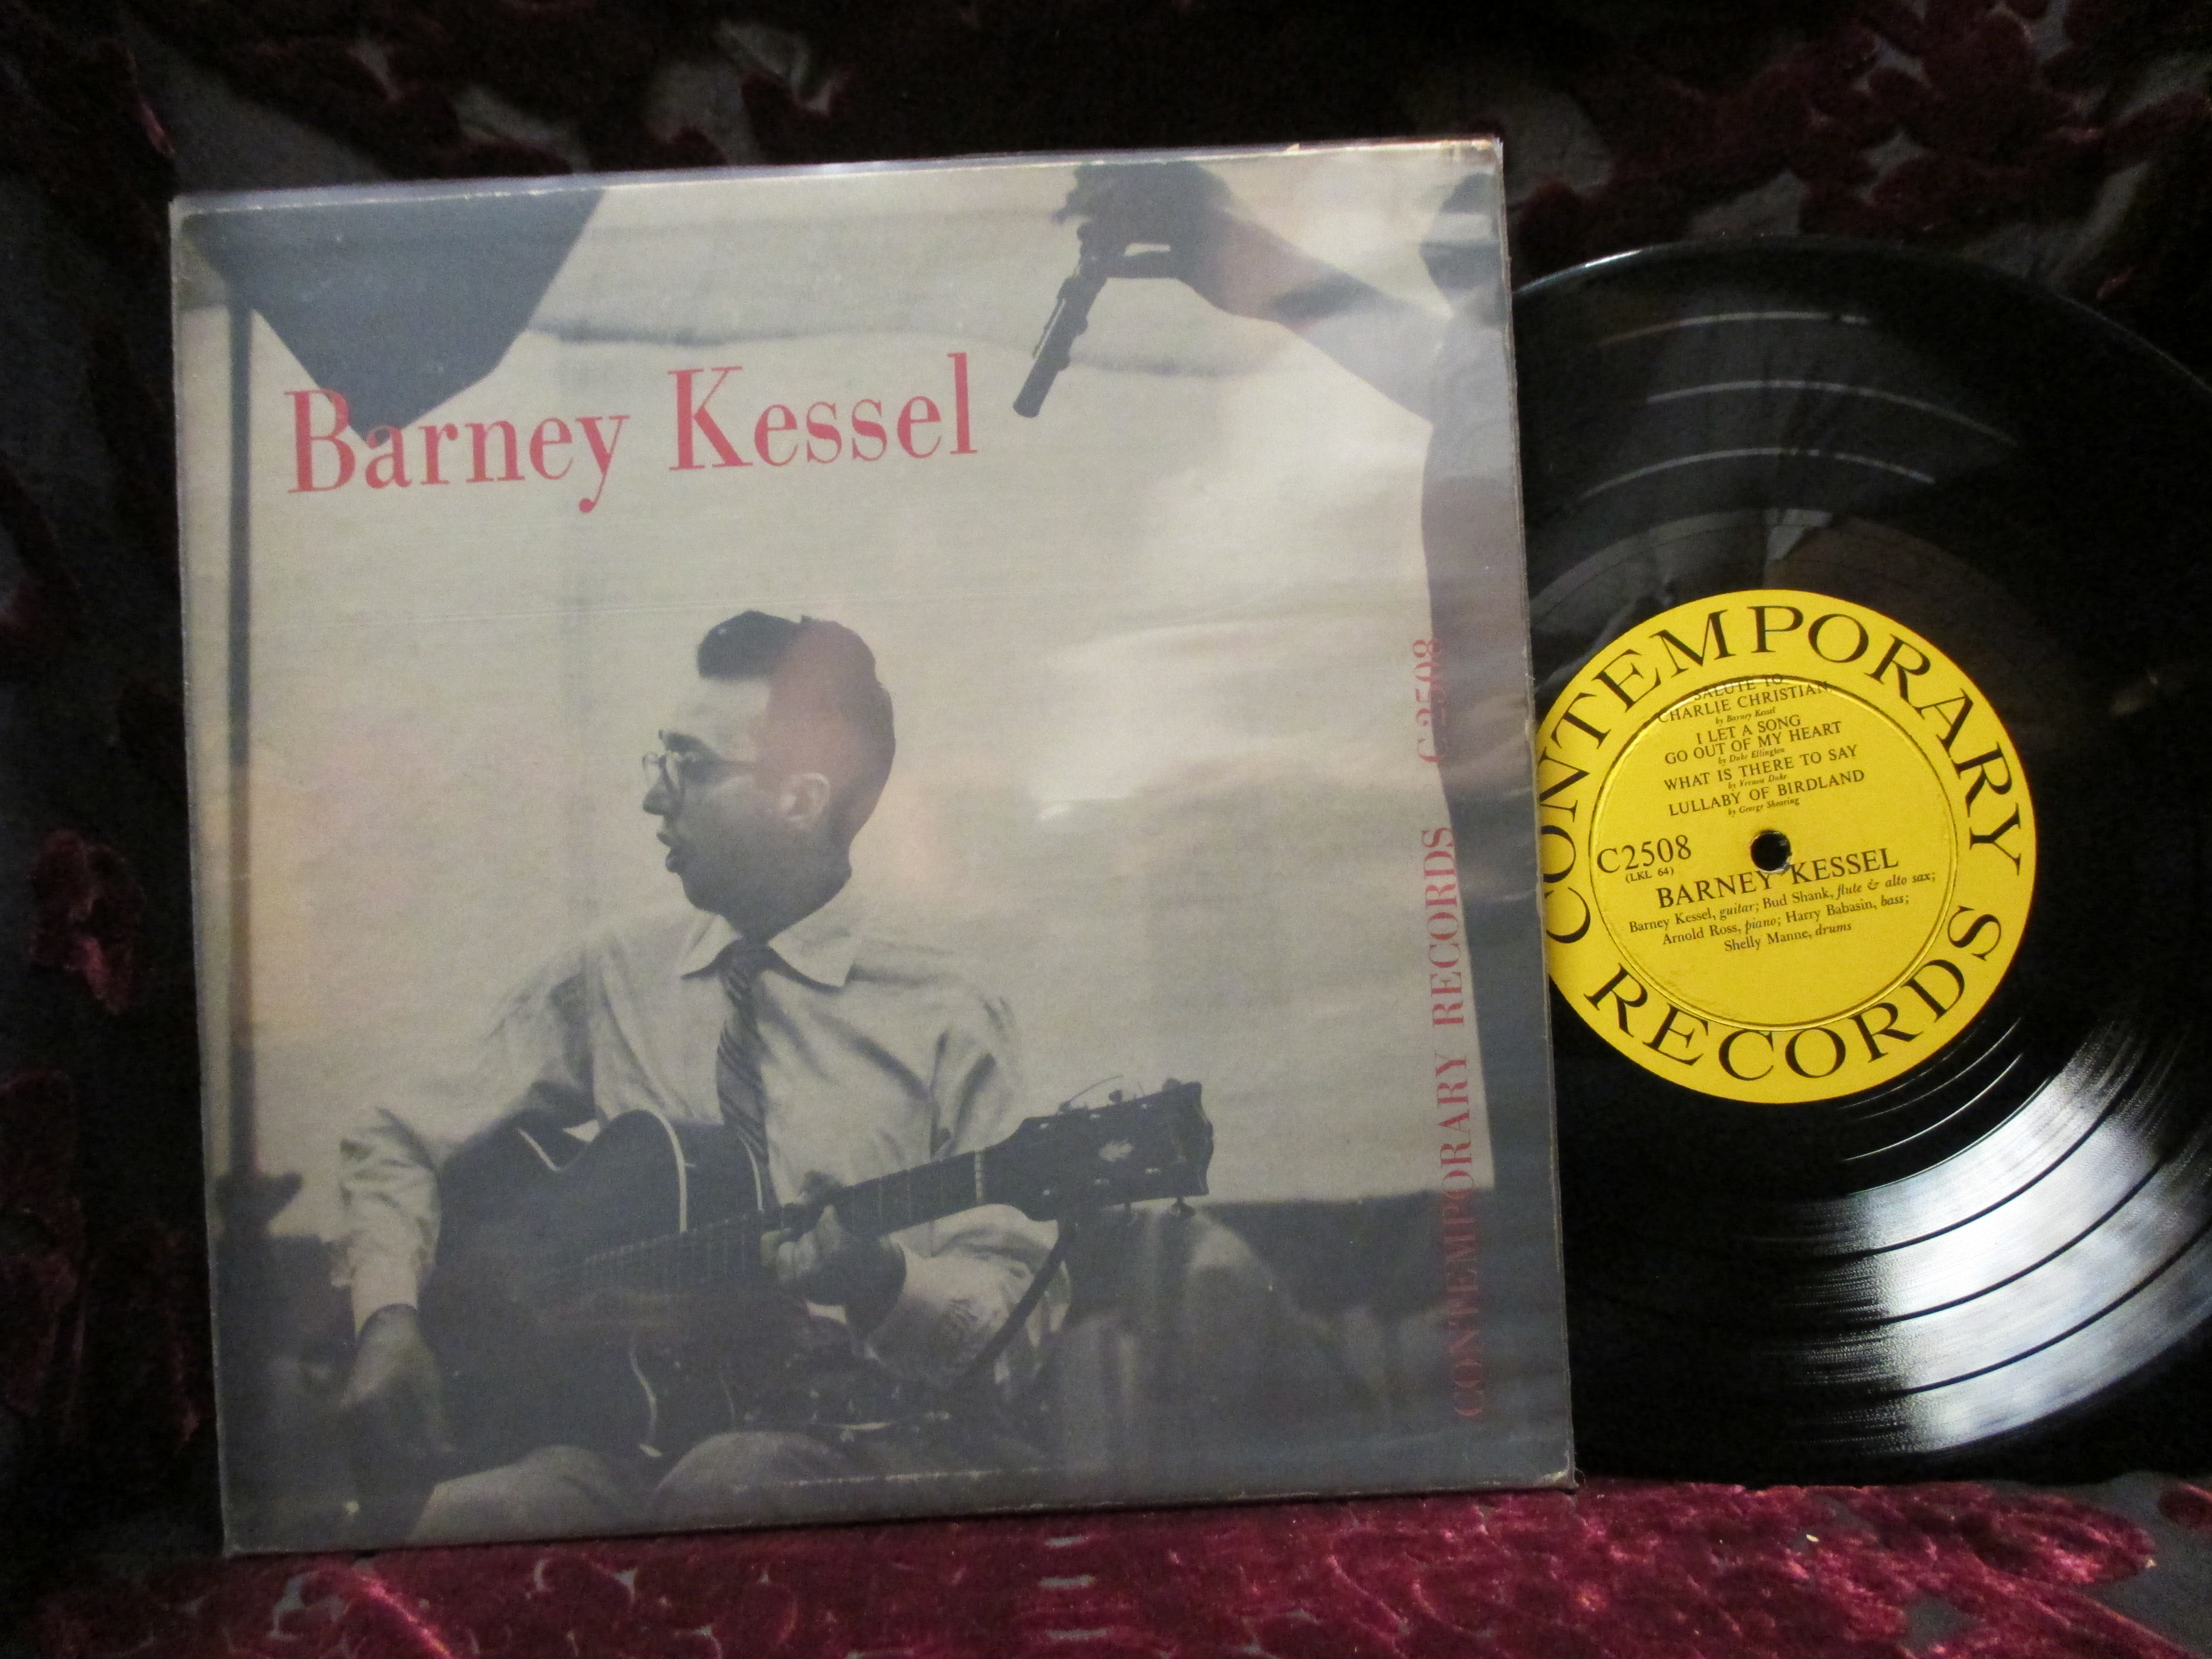 Barney Kessel
CONTEMPORARY RECORDS C2508
CONTEMPORARY RECORDS
SALUTE TO
CHARLIE CHRISTIAN
by Barney Kessel
I LET A SONG
GO OUT OF MY HEART
by Duke Ellington
WHAT IS THERE TO SAY
by Vernon Duke
LULLABY OF BIRDLAND
by George Shearing
C2508
(LKL 64)
BARNEY KESSEL
Barney Kessel, guitar; Bud Shank, flute & alto sax;
Arnold Ross, piano; Harry Babasin, bass;
Shelly Manne, drums